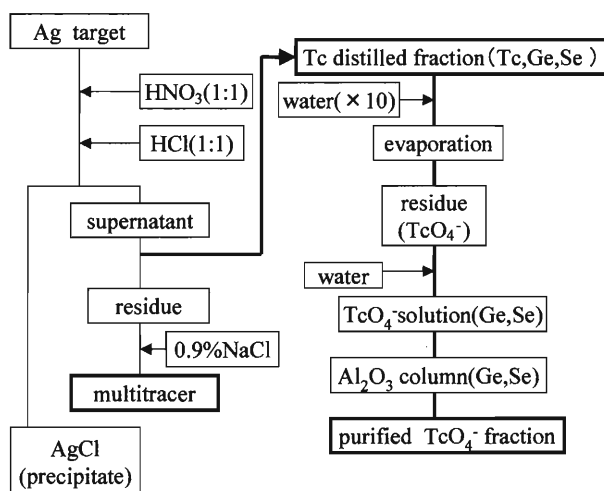 Ag target
HNO₃(1:1)
HCl(1:1)
supernatant
residue
0.9%NaCl
multitracer
AgCl
(precipitate)
Tc distilled fraction(Tc,Ge,Se)
water(×10)
evaporation
residue
(TcO₄⁻)
water
TcO₄⁻solution(Ge,Se)
Al₂O₃ column(Ge,Se)
purified TcO₄⁻ fraction